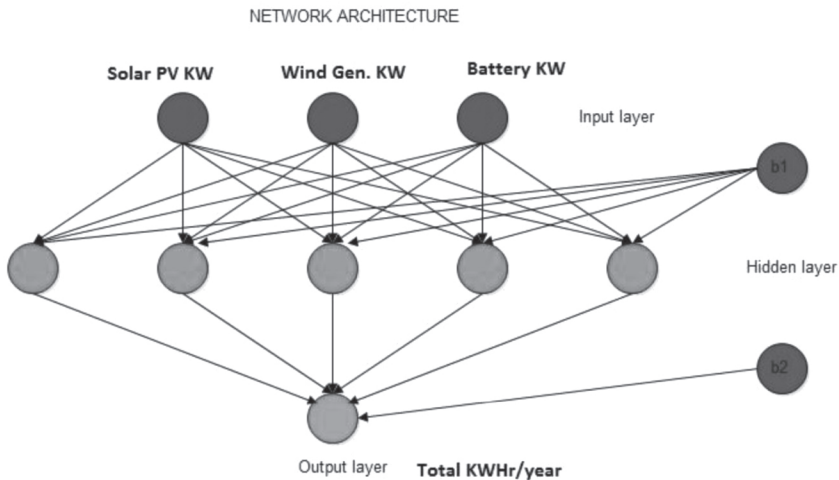 NETWORK ARCHITECTURE
Solar PV KW
Wind Gen. KW
Battery KW
Input layer
b1
Hidden layer
b2
Output layer
Total KWHr/year